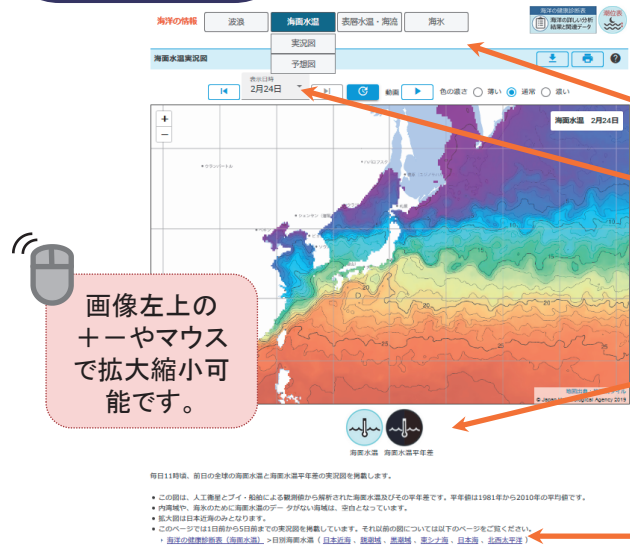 海洋の情報 波浪 海面水温 表層水温・海流 海氷
海洋の健康診断表
海洋の詳しい分析
結果と関連データ
潮位表
実況図
予想図
海面水温実況図
表示日時
2月24日
動画 色の濃さ 薄い 通常 濃い
海面水温 2月24日
+
−
ウランバートル
20
20
25
25
画像左上の
＋－やマウス
で拡大縮小可
能です。
海面水温 海面水温平年差
毎日11時頃、前日の全球の海面水温と海面水温平年差の実況図を掲載します。
• この図は、人工衛星とブイ・船舶による観測値から解析された海面水温及びその平年差です。平年値は1981年から2010年の平均値です。
• 内湾域や、海氷のために海面水温のデータがない海域は、空白となっています。
• 拡大図は日本近海のみとなります。
• このページでは1日前から5日前までの実況図を掲載しています。それ以前の図については以下のページをご覧ください。
› 海洋の健康診断表（海面水温）>日別海面水温（ 日本近海 、親潮域 、黒潮域 、東シナ海 、日本海 、北西太平洋 ）